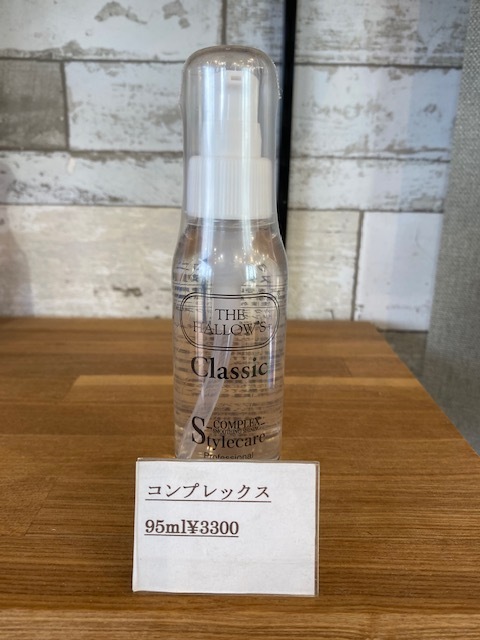 THE
HALLOW'S
Classic
COMPLEX
Stylecare
Professional
コンプレックス
95ml¥3300